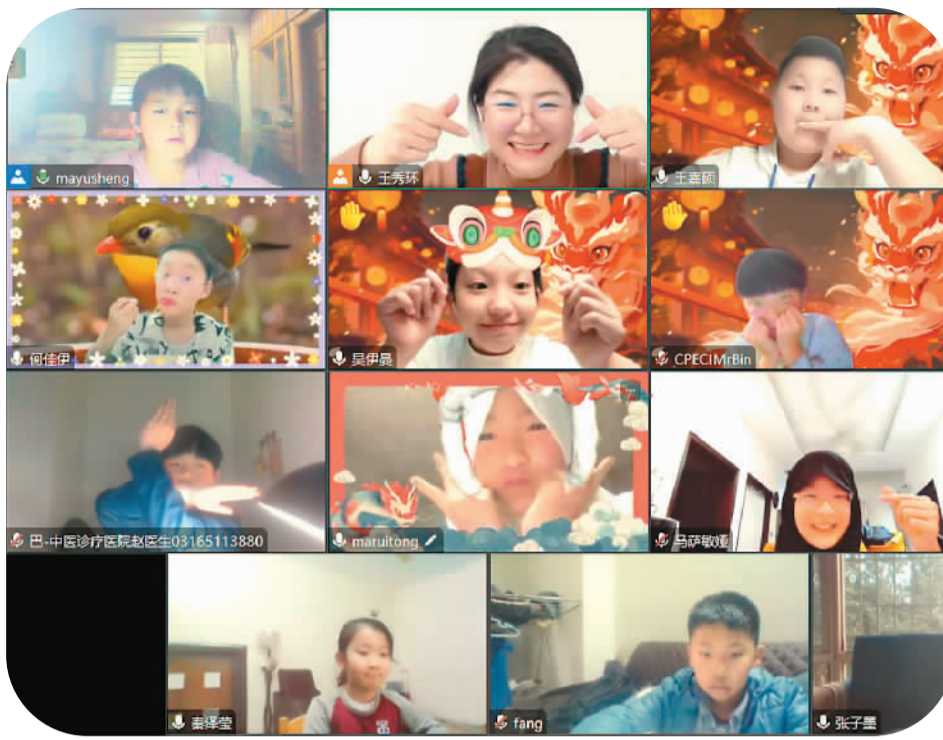 mayusheng
王秀环
王嘉硕
何佳伊
吴伊曼
CPECIMrBin
巴-中医诊疗医院赵医生03165113880
maruitong
马萨敏娅
秦绎莹
fang
张子墨